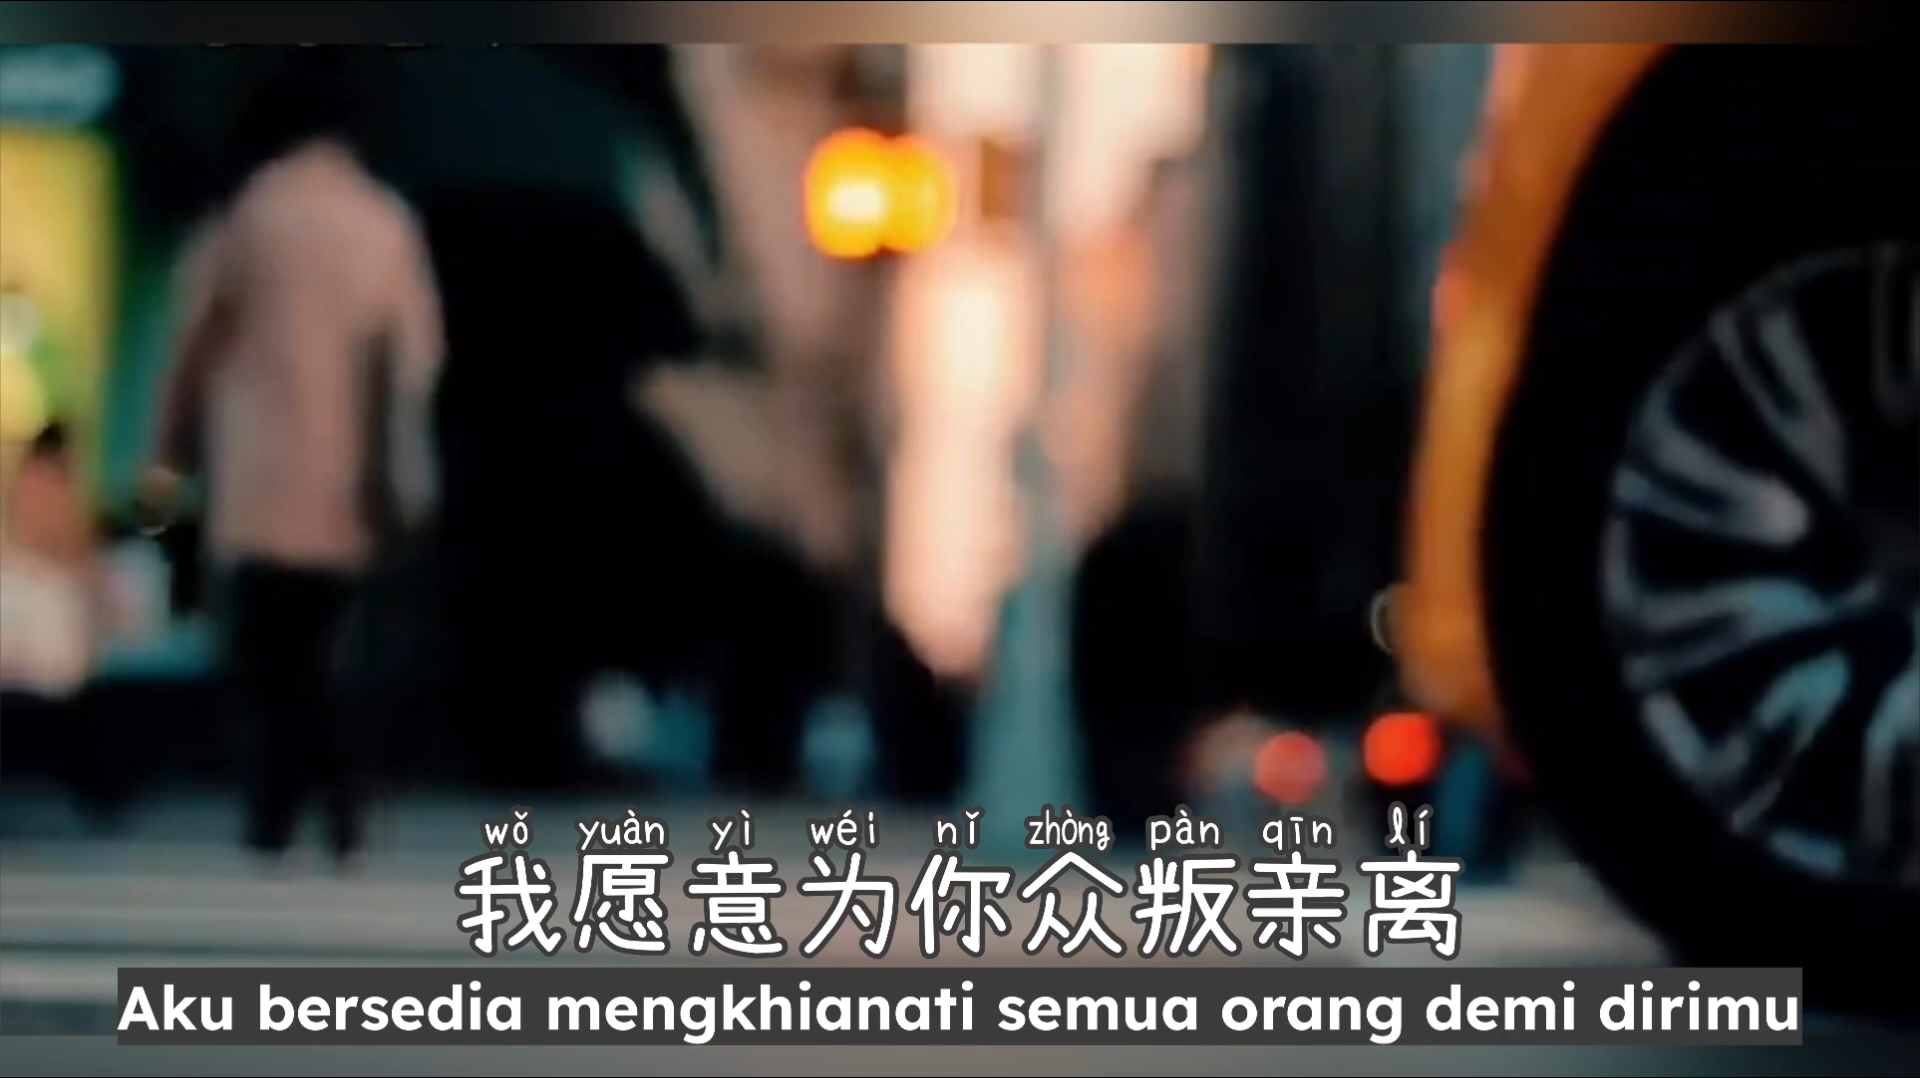 wǒ yuàn yì wéi nǐ zhòng pàn qīn lí
我愿意为你众叛亲离
Aku bersedia mengkhianati semua orang demi dirimu